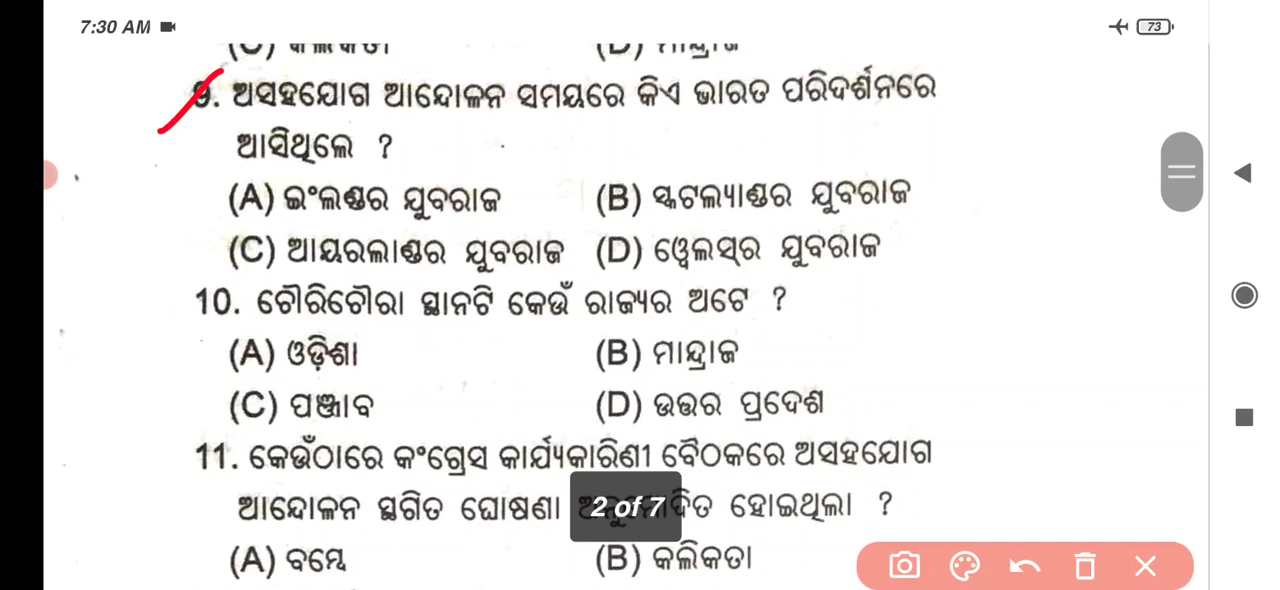 7:30 AM
73
9. ଅସହଯୋଗ ଆନ୍ଦୋଳନ ସମୟରେ କିଏ ଭାରତ ପରିଦର୍ଶନରେ
ଆସିଥିଲେ ?
(A) ଇଂଲଣ୍ଡର ଯୁବରାଜ (B) ସ୍କଟଲ୍ୟାଣ୍ଡର ଯୁବରାଜ
(C) ଆୟରଲାଣ୍ଡର ଯୁବରାଜ (D) ୱେଲସ୍‌ର ଯୁବରାଜ
10. ଚୌରିଚୌରା ସ୍ଥାନଟି କେଉଁ ରାଜ୍ୟର ଅଟେ ?
(A) ଓଡ଼ିଶା (B) ମାନ୍ଦ୍ରାଜ
(C) ପଞ୍ଜାବ (D) ଉତ୍ତର ପ୍ରଦେଶ
11. କେଉଁଠାରେ କଂଗ୍ରେସ କାର୍ଯ୍ୟକାରିଣୀ ବୈଠକରେ ଅସହଯୋଗ
ଆନ୍ଦୋଳନ ସ୍ଥଗିତ ଘୋଷଣା ହୋଇଥିଲା ?
2 of 7
(A) ବମ୍ବେ (B) କଲିକତା